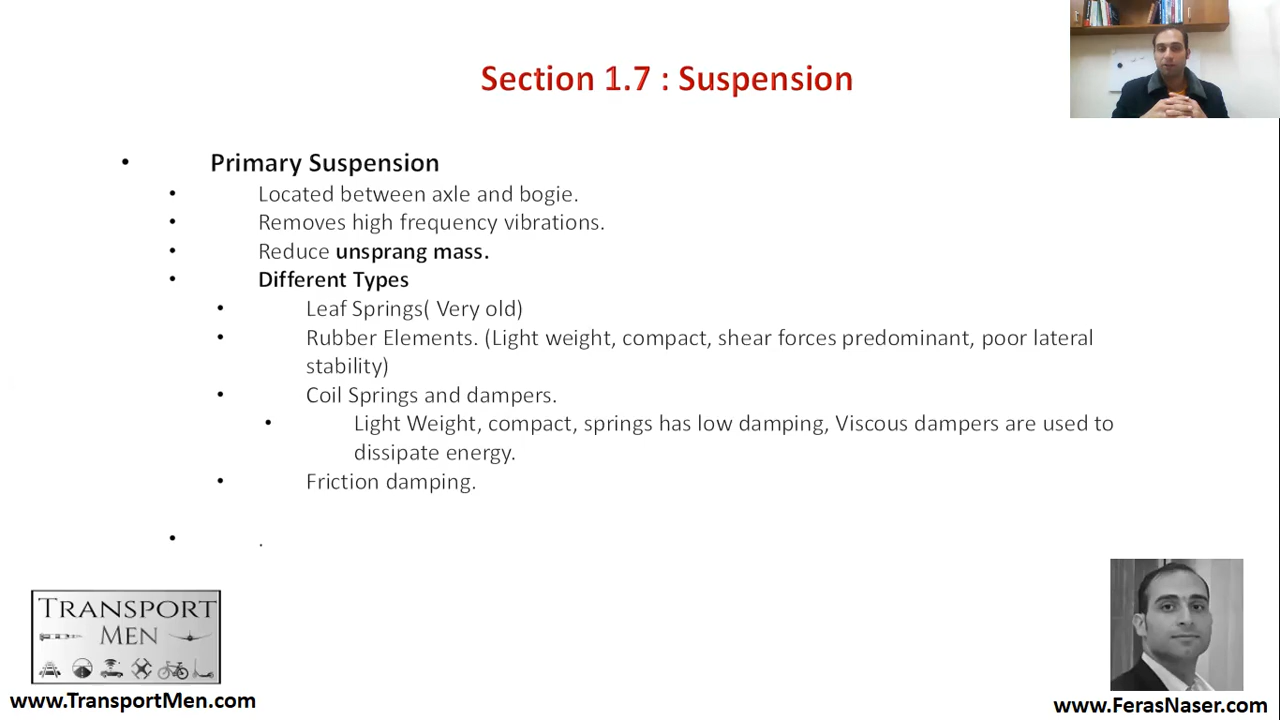 Section 1.7 : Suspension
• Primary Suspension
• Located between axle and bogie.
• Removes high frequency vibrations.
• Reduce unsprang mass.
• Different Types
• Leaf Springs( Very old)
• Rubber Elements. (Light weight, compact, shear forces predominant, poor lateral
stability)
• Coil Springs and dampers.
• Light Weight, compact, springs has low damping, Viscous dampers are used to
dissipate energy.
• Friction damping.
• .
TRANSPORT
MEN
www.TransportMen.com
www.FerasNaser.com